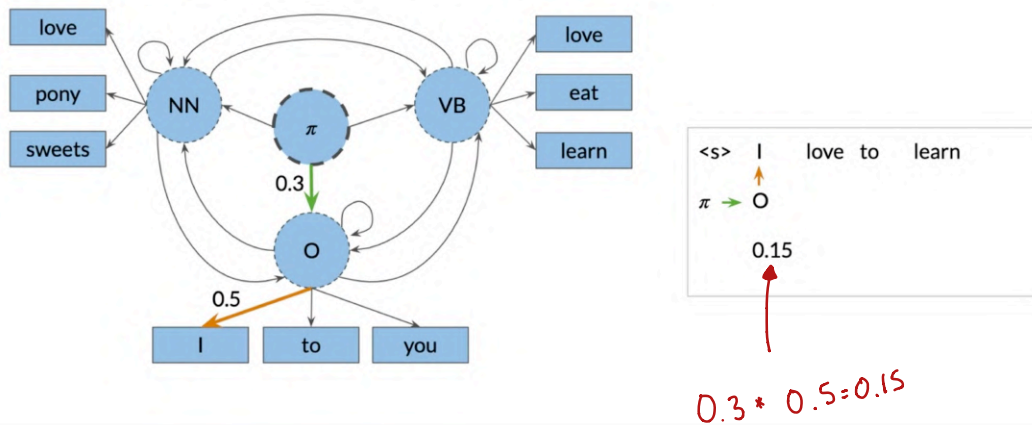 love
pony
sweets
NN
π
VB
love
eat
learn
0.3
O
0.5
I
to
you
<s> I love to learn
π O
0.15
0.3 * 0.5=0.15